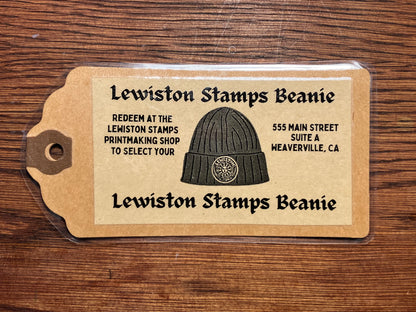 Lewiston Stamps Beanie
REDEEM AT THE
LEWISTON STAMPS
PRINTMAKING SHOP
TO SELECT YOUR
555 MAIN STREET
SUITE A
WEAVERVILLE, CA
Lewiston Stamps Beanie